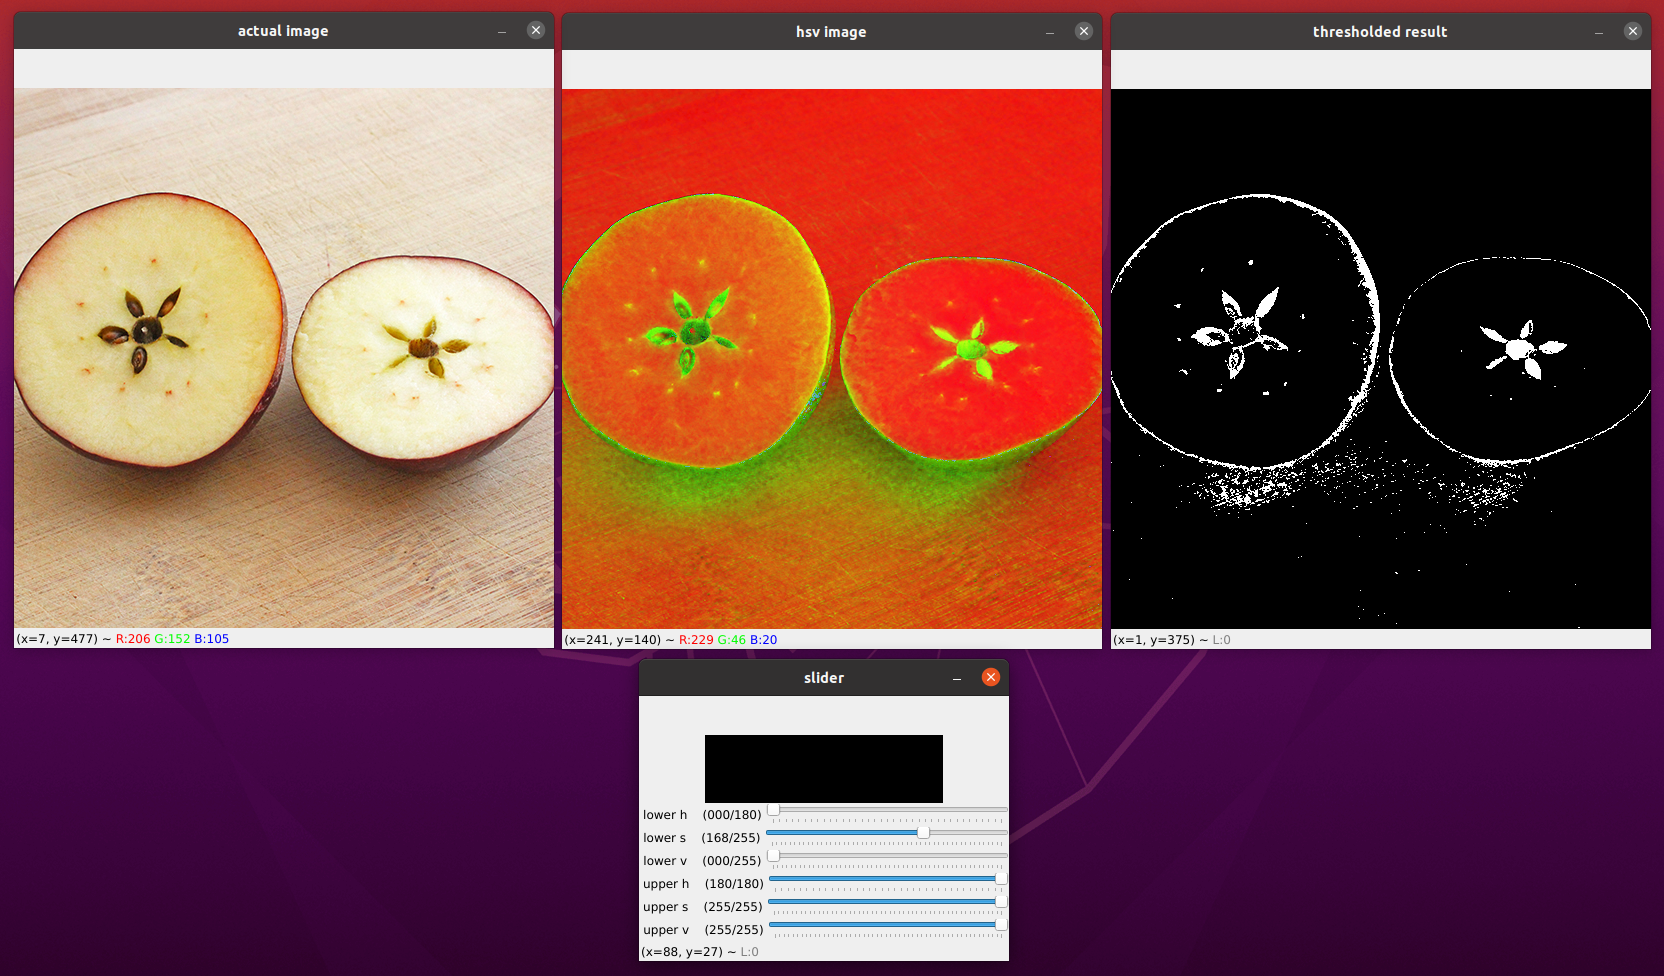 actual image
hsv image
thresholded result
(x=7, y=477) ~ R:206 G:152 B:105
(x=241, y=140) ~ R:229 G:46 B:20
(x=1, y=375) ~ L:0
slider
lower h (000/180)
lower s (168/255)
lower v (000/255)
upper h (180/180)
upper s (255/255)
upper v (255/255)
(x=88, y=27) ~ L:0